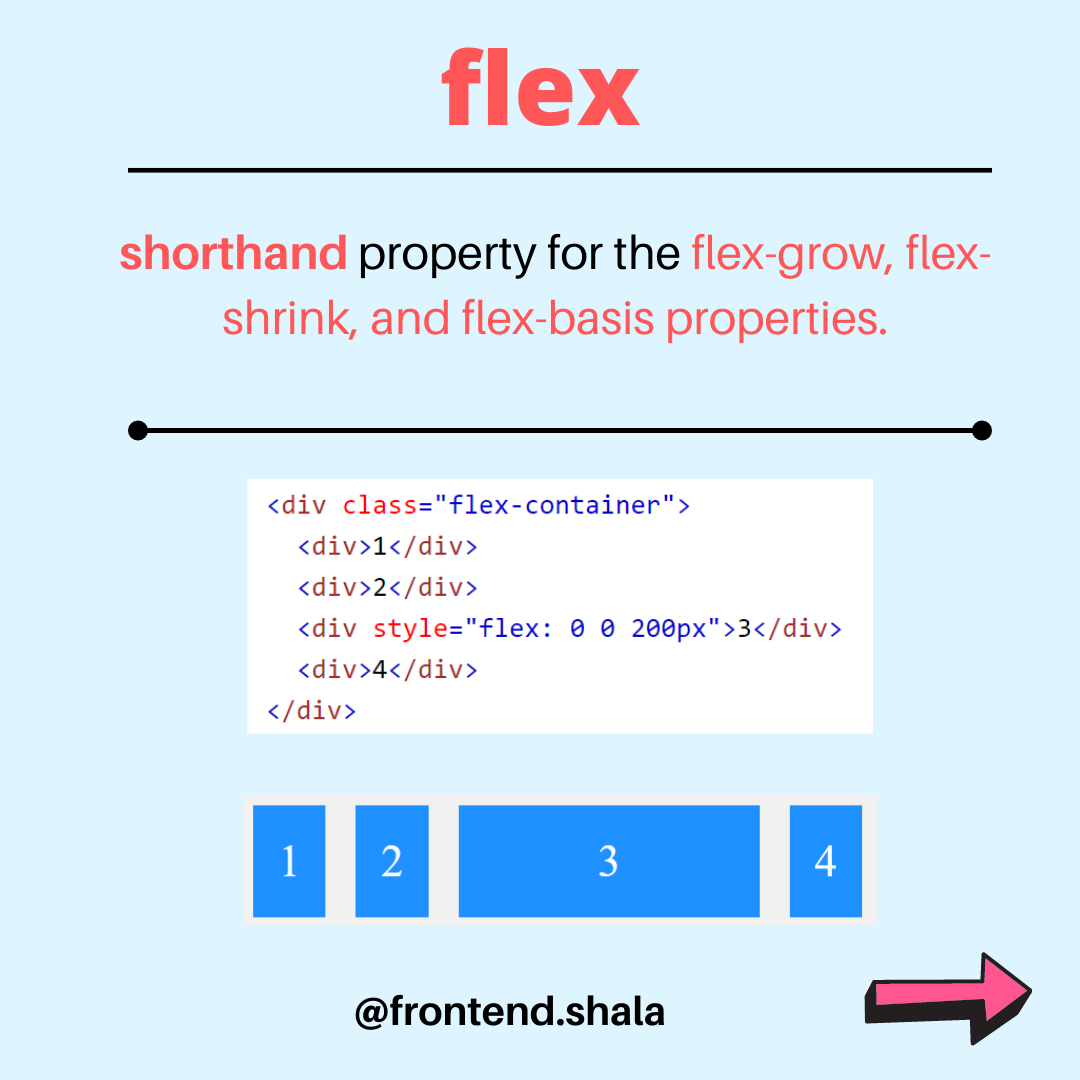 flex
shorthand property for the flex-grow, flex-
shrink, and flex-basis properties.
<div class="flex-container">
  <div>1</div>
  <div>2</div>
  <div style="flex: 0 0 200px">3</div>
  <div>4</div>
</div>
1 2 3 4
@frontend.shala